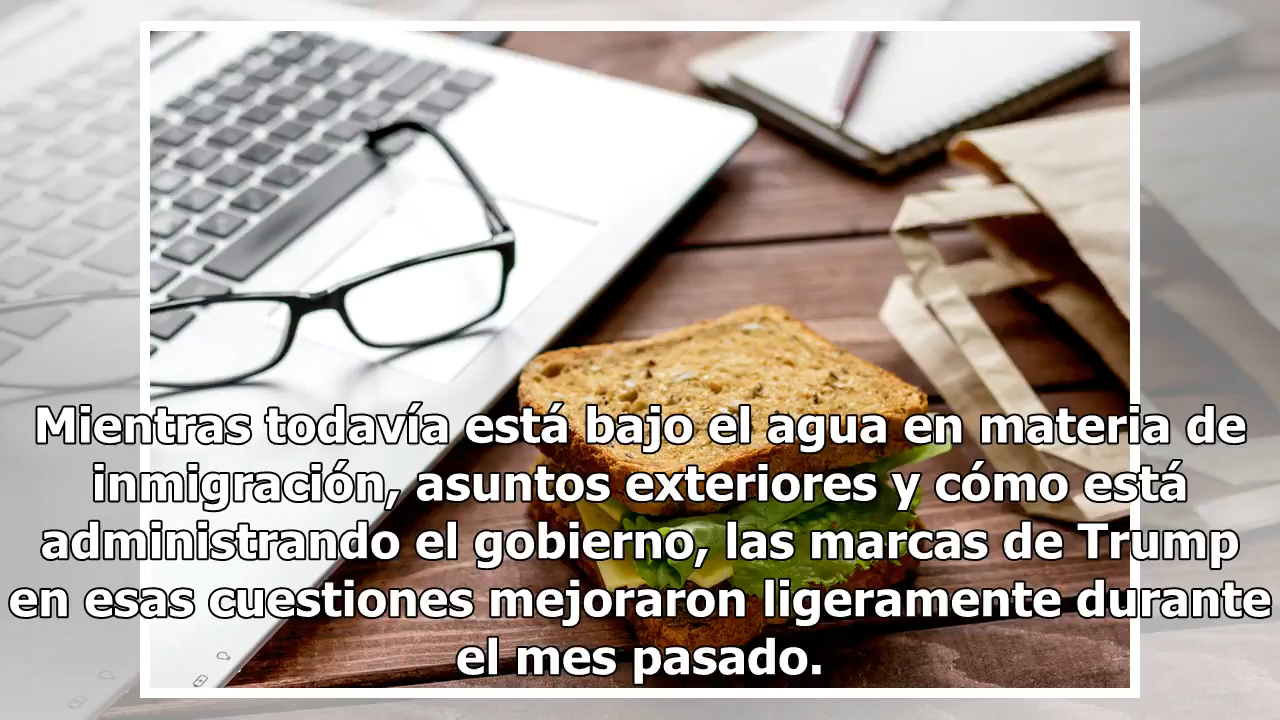 Mientras todavía está bajo el agua en materia de
inmigración, asuntos exteriores y cómo está
administrando el gobierno, las marcas de Trump
en esas cuestiones mejoraron ligeramente durante
el mes pasado.